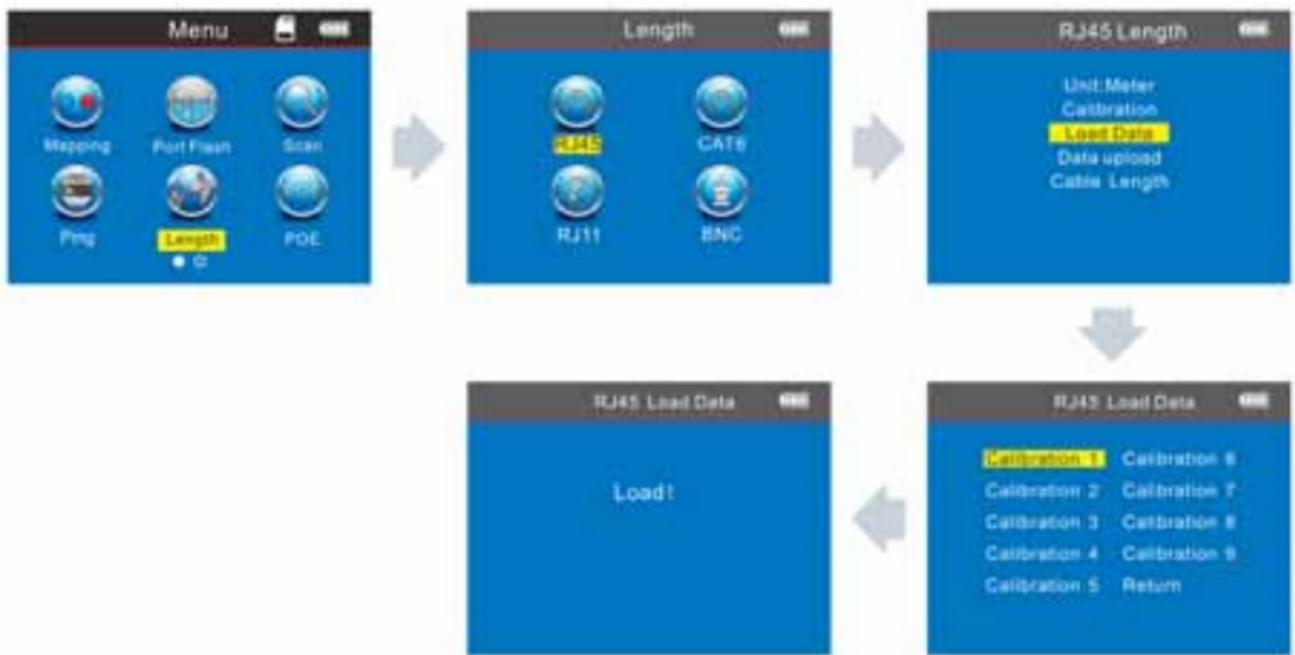 Menu
Mapping Port Flash Scan
Ping Length POE
Length
RJ45 CAT6
RJ11 BNC
RJ45 Length
Unit:Meter
Calibration
Load Data
Data upload
Cable Length
RJ45 Load Data
Calibration 1 Calibration 6
Calibration 2 Calibration 7
Calibration 3 Calibration 8
Calibration 4 Calibration 9
Calibration 5 Return
RJ45 Load Data
Load!